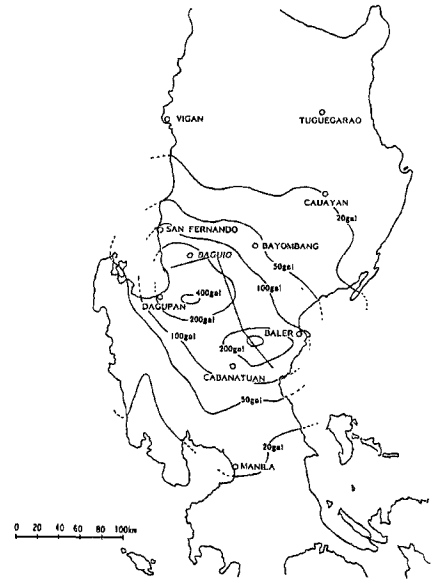 VIGAN
TUGUEGARAO
CAUAYAN
20gal
SAN FERNANDO
BAYOMBANG
BAGUIO
50gal
100gal
400gal
DAGUPAN
200gal
BALER
100gal
200gal
CABANATUAN
50gal
20gal
MANILA
0 20 40 60 80 100km